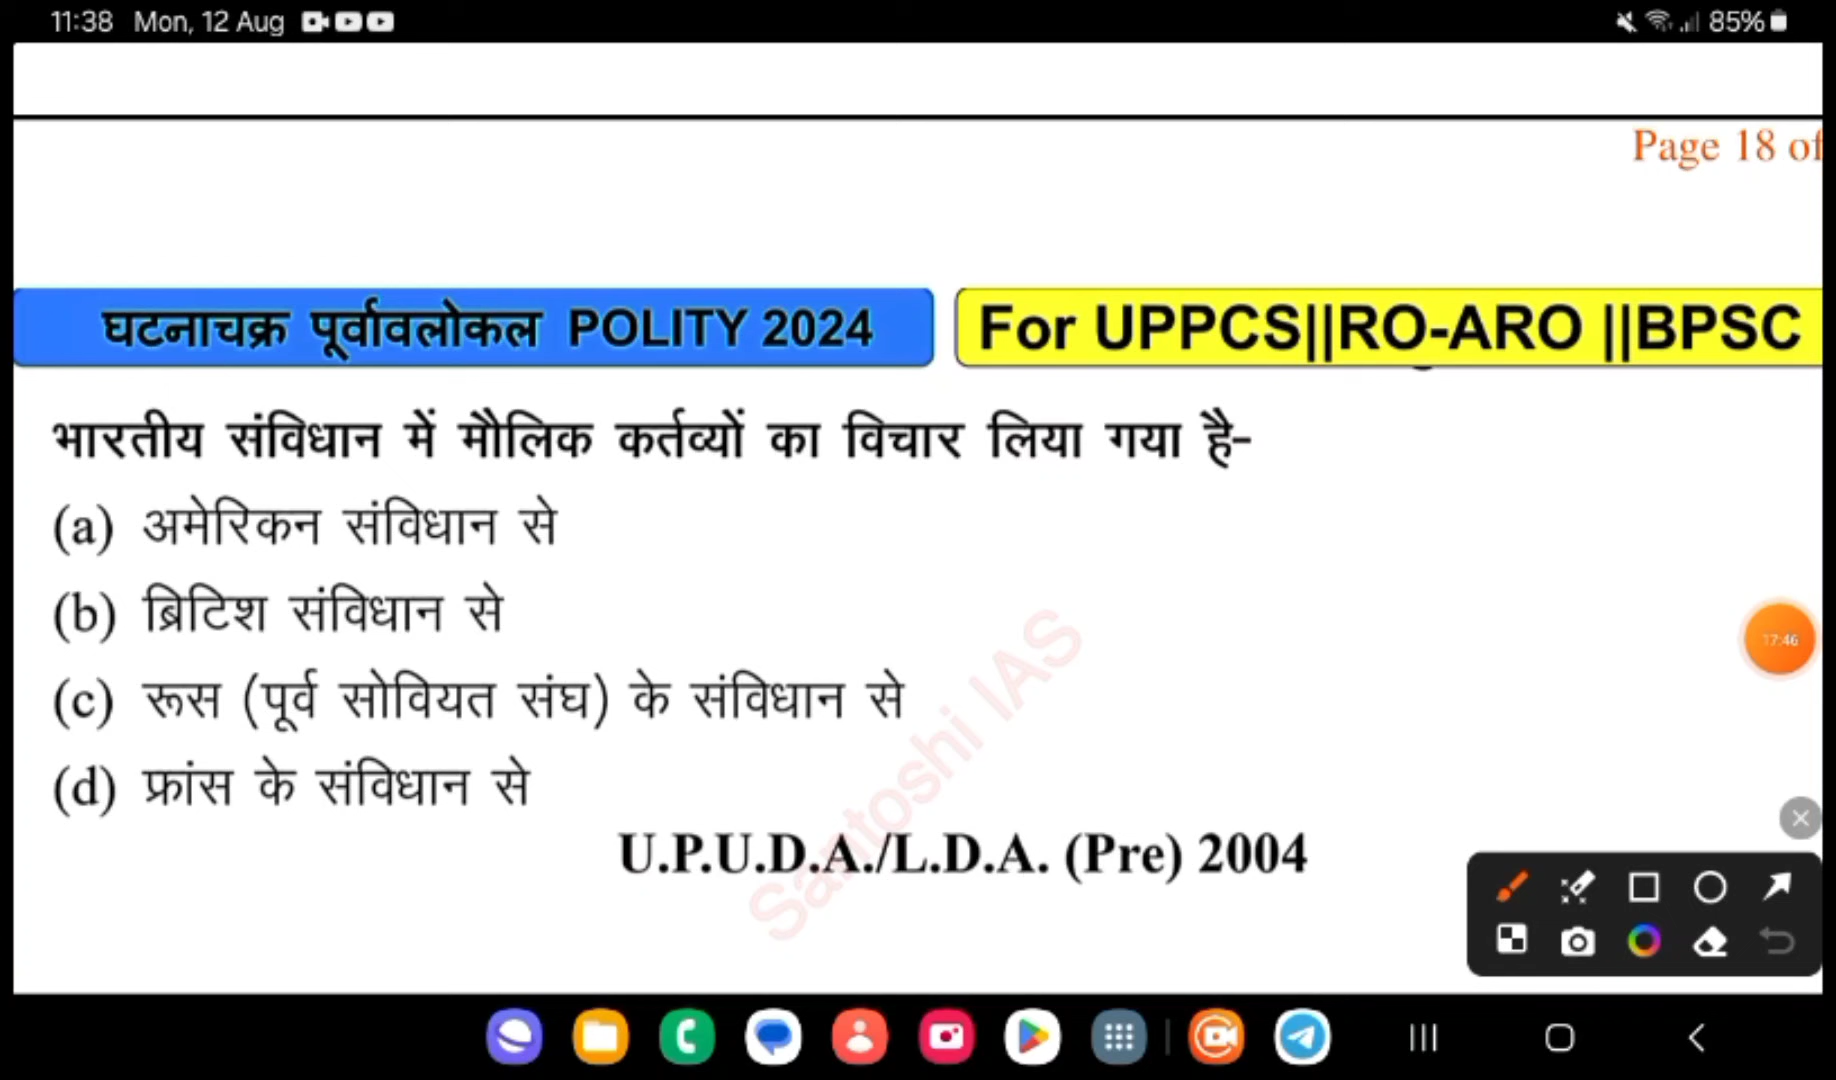 11:38 Mon, 12 Aug 85%
Page 18 of
घटनाचक्र पूर्वावलोकल POLITY 2024 For UPPCS||RO-ARO ||BPSC
भारतीय संविधान में मौलिक कर्तव्यों का विचार लिया गया है-
(a) अमेरिकन संविधान से
(b) ब्रिटिश संविधान से
(c) रूस (पूर्व सोवियत संघ) के संविधान से
17:46
(d) फ्रांस के संविधान से
U.P.U.D.A./L.D.A. (Pre) 2004
Santoshi IAS